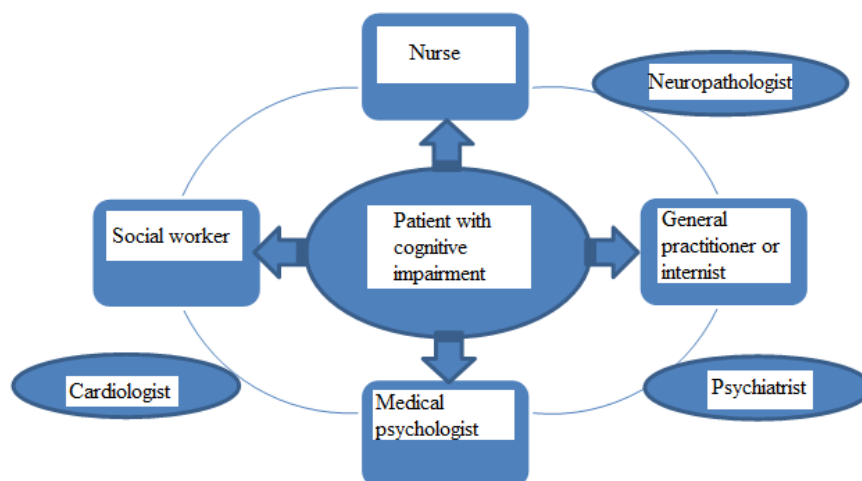 Nurse
Neuropathologist
Social worker
Patient with
cognitive
impairment
General
practitioner or
internist
Cardiologist
Medical
psychologist
Psychiatrist